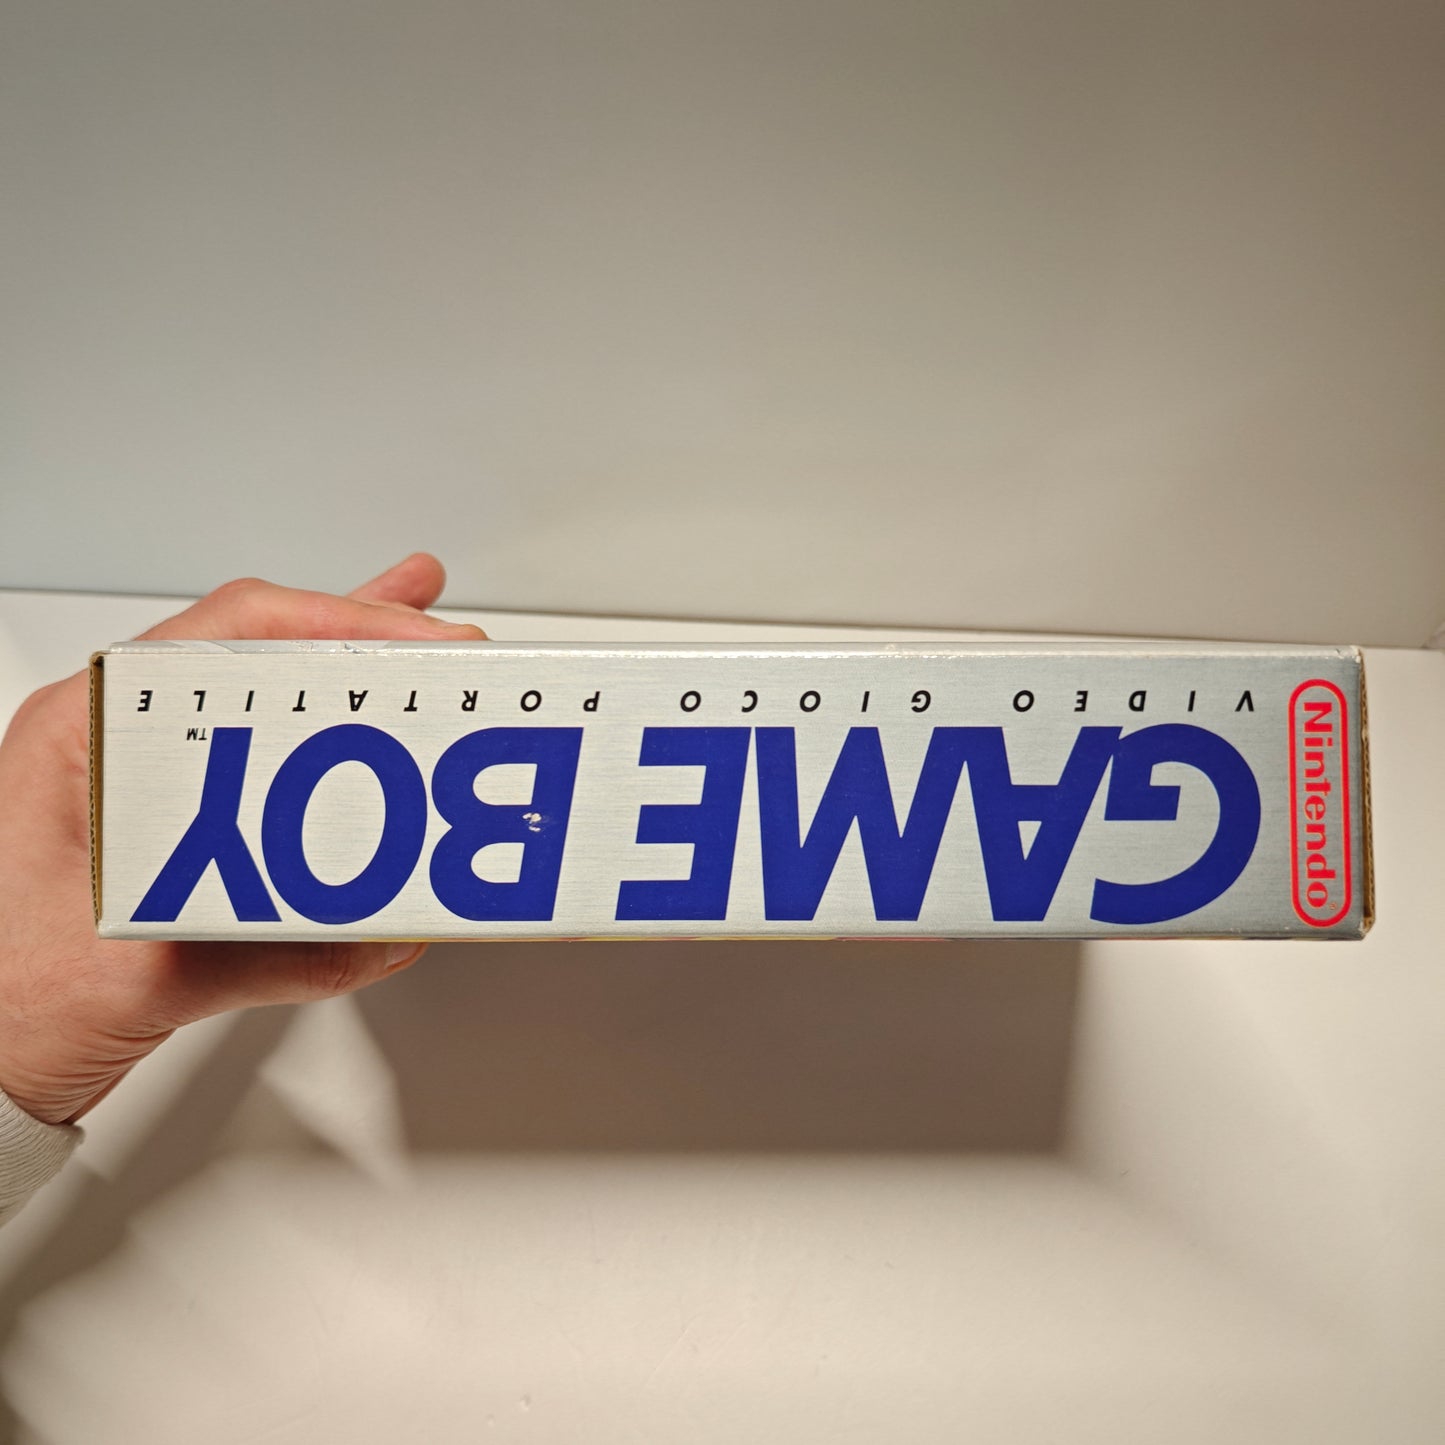 Nintendo®
GAME BOY™
VIDEO GIOCO PORTATILE